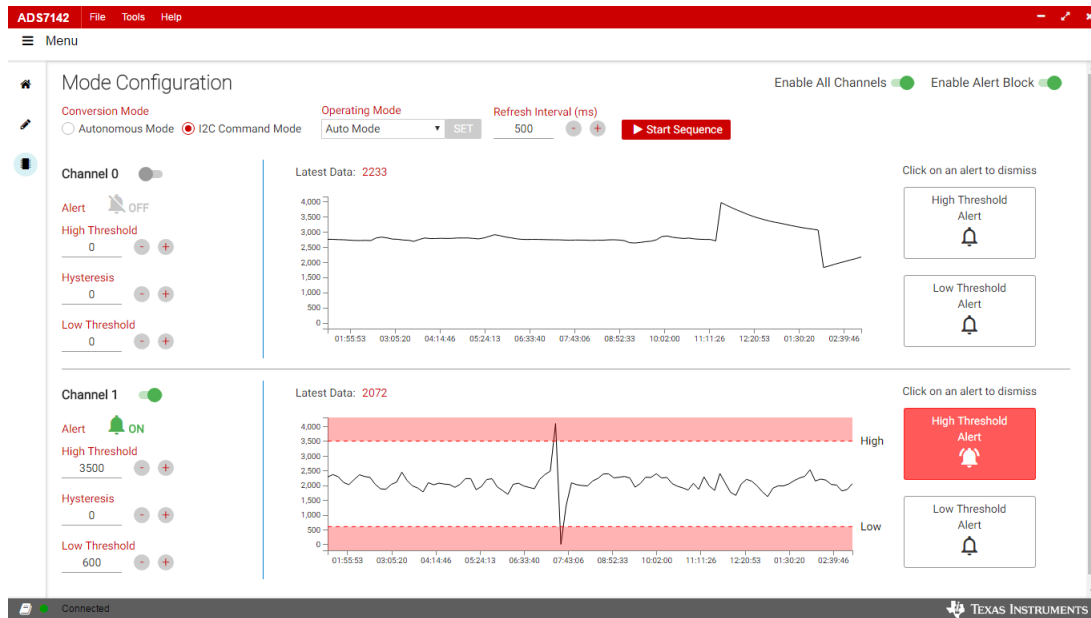 ADS7142 File Tools Help
Menu
Mode Configuration
Enable All Channels Enable Alert Block
Conversion Mode Operating Mode Refresh Interval (ms)
Autonomous Mode I2C Command Mode Auto Mode SET 500 - + Start Sequence
Channel 0
Alert OFF
High Threshold
0 - +
Hysteresis
0 - +
Low Threshold
0 - +
Latest Data: 2233
4,000
3,500
3,000
2,500
2,000
1,500
1,000
500
0
01:55:53 03:05:20 04:14:46 05:24:13 06:33:40 07:43:06 08:52:33 10:02:00 11:11:26 12:20:53 01:30:20 02:39:46
Click on an alert to dismiss
High Threshold
Alert
Low Threshold
Alert
Channel 1
Alert ON
High Threshold
3500 - +
Hysteresis
0 - +
Low Threshold
600 - +
Latest Data: 2072
4,000
3,500
3,000
2,500
2,000
1,500
1,000
500
0
High
Low
01:55:53 03:05:20 04:14:46 05:24:13 06:33:40 07:43:06 08:52:33 10:02:00 11:11:26 12:20:53 01:30:20 02:39:46
Click on an alert to dismiss
High Threshold
Alert
Low Threshold
Alert
Connected
TEXAS INSTRUMENTS